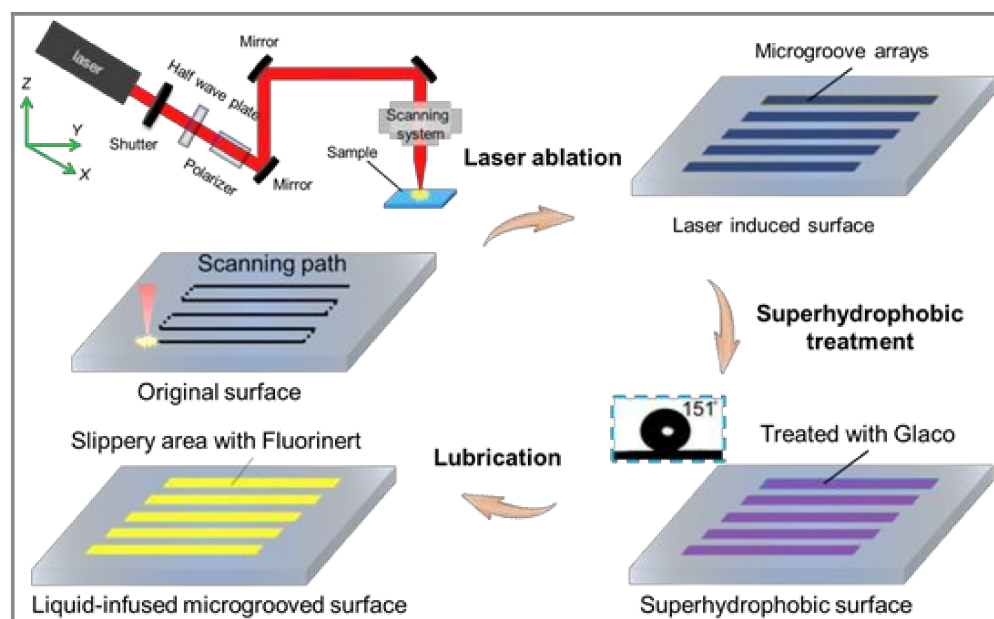 laser
Half wave plate
Mirror
Z
Y
X
Shutter
Polarizer
Mirror
Scanning
system
Sample
Laser ablation
Microgroove arrays
Laser induced surface
Scanning path
Original surface
Superhydrophobic
treatment
151°
Treated with Glaco
Superhydrophobic surface
Lubrication
Slippery area with Fluorinert
Liquid-infused microgrooved surface